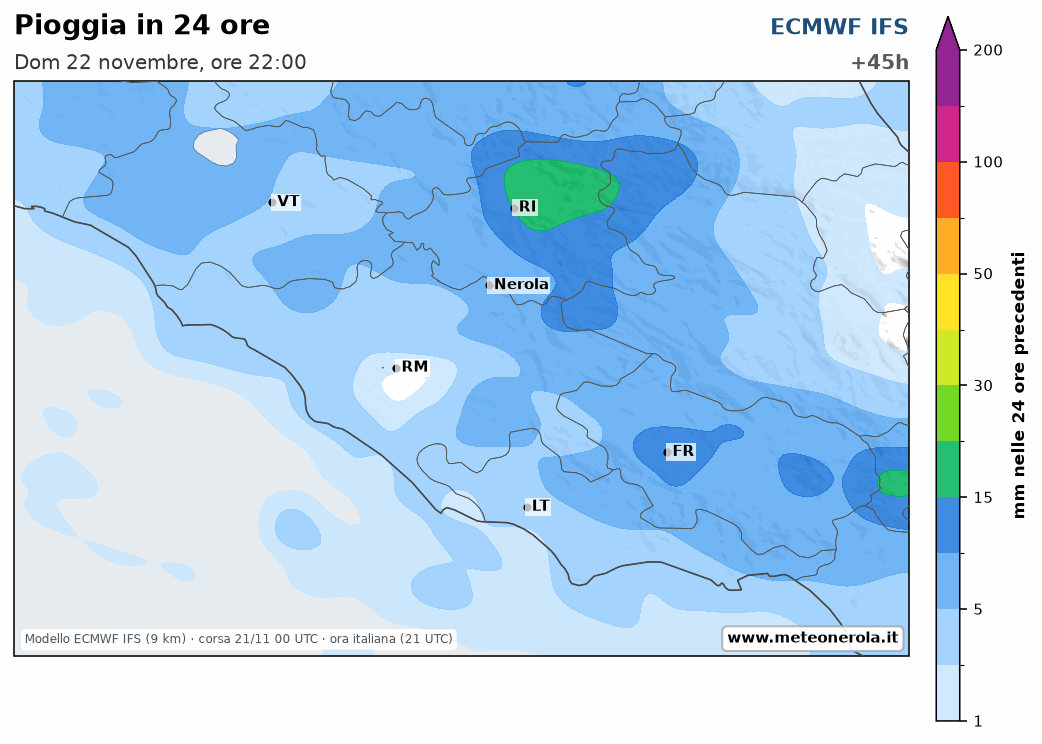 Pioggia in 24 ore
ECMWF IFS
Dom 22 novembre, ore 22:00
+45h
VT
RI
Nerola
RM
FR
LT
Modello ECMWF IFS (9 km) · corsa 21/11 00 UTC · ora italiana (21 UTC)
www.meteonerola.it
200
100
50
30
15
5
1
mm nelle 24 ore precedenti